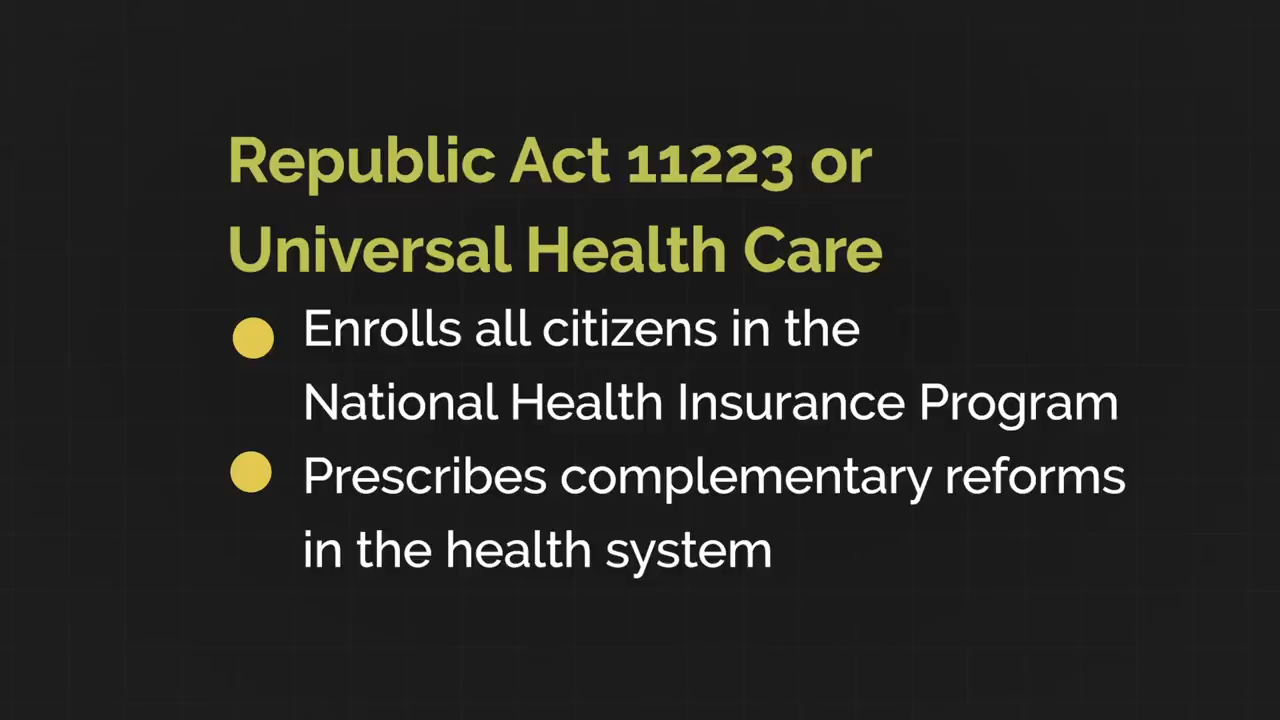 Republic Act 11223 or
Universal Health Care
Enrolls all citizens in the
National Health Insurance Program
Prescribes complementary reforms
in the health system